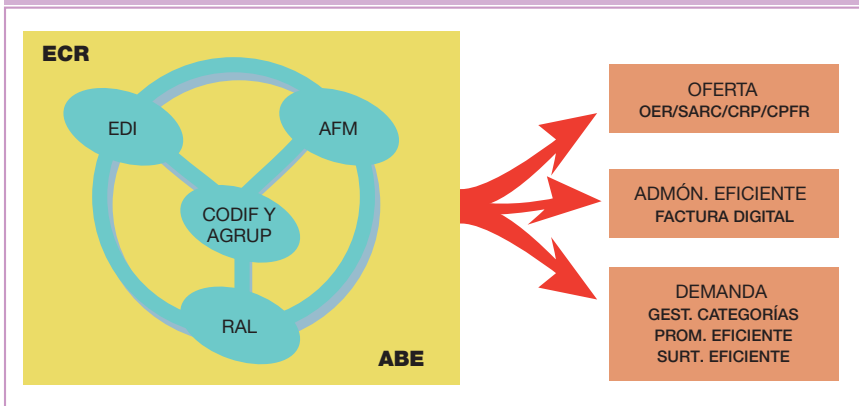 ECR
EDI
AFM
CODIF Y
AGRUP
RAL
ABE
OFERTA
OER/SARC/CRP/CPFR
ADMÓN. EFICIENTE
FACTURA DIGITAL
DEMANDA
GEST. CATEGORÍAS
PROM. EFICIENTE
SURT. EFICIENTE